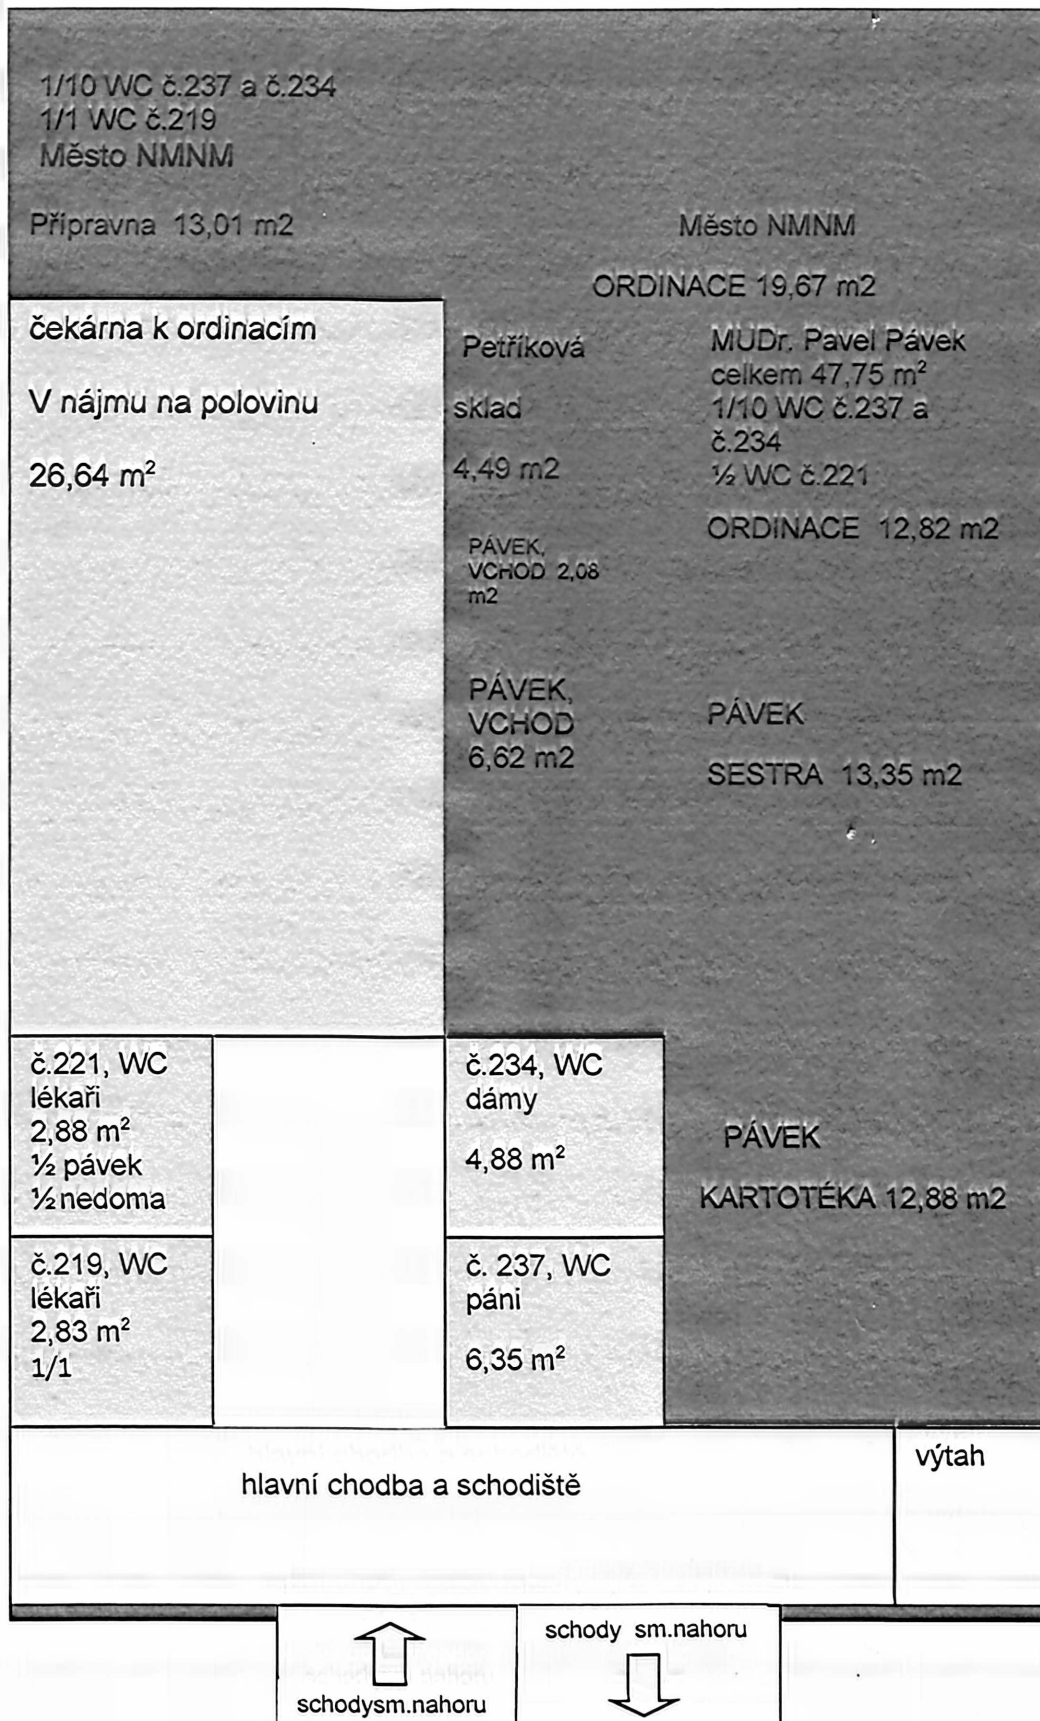 1/10 WC č.237 a č.234
1/1 WC č.219
Město NMNM
Přípravna 13,01 m2
Město NMNM
ORDINACE 19,67 m2
čekárna k ordinacím
V nájmu na polovinu
26,64 m²
Petříková
sklad
4,49 m2
PÁVEK,
VCHOD 2,08
m2
PÁVEK,
VCHOD
6,62 m2
MUDr. Pavel Pávek
celkem 47,75 m²
1/10 WC č.237 a
č.234
½ WC č.221
ORDINACE 12,82 m2
PÁVEK
SESTRA 13,35 m2
č.221, WC
lékaři
2,88 m²
½ pávek
½ nedoma
č.234, WC
dámy
4,88 m²
PÁVEK
KARTOTÉKA 12,88 m2
č.219, WC
lékaři
2,83 m²
1/1
č. 237, WC
páni
6,35 m²
hlavní chodba a schodiště
výtah
schodysm.nahoru
schody sm.nahoru